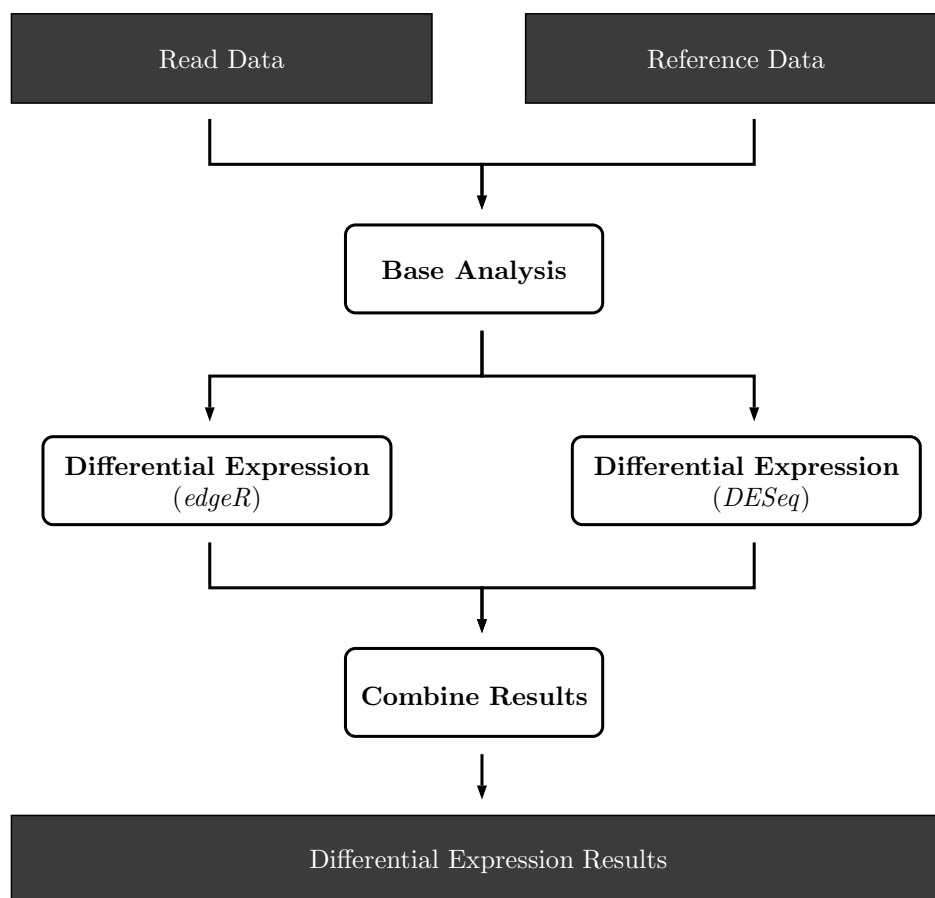 Read Data
Reference Data
Base Analysis
Differential Expression
(edgeR)
Differential Expression
(DESeq)
Combine Results
Differential Expression Results